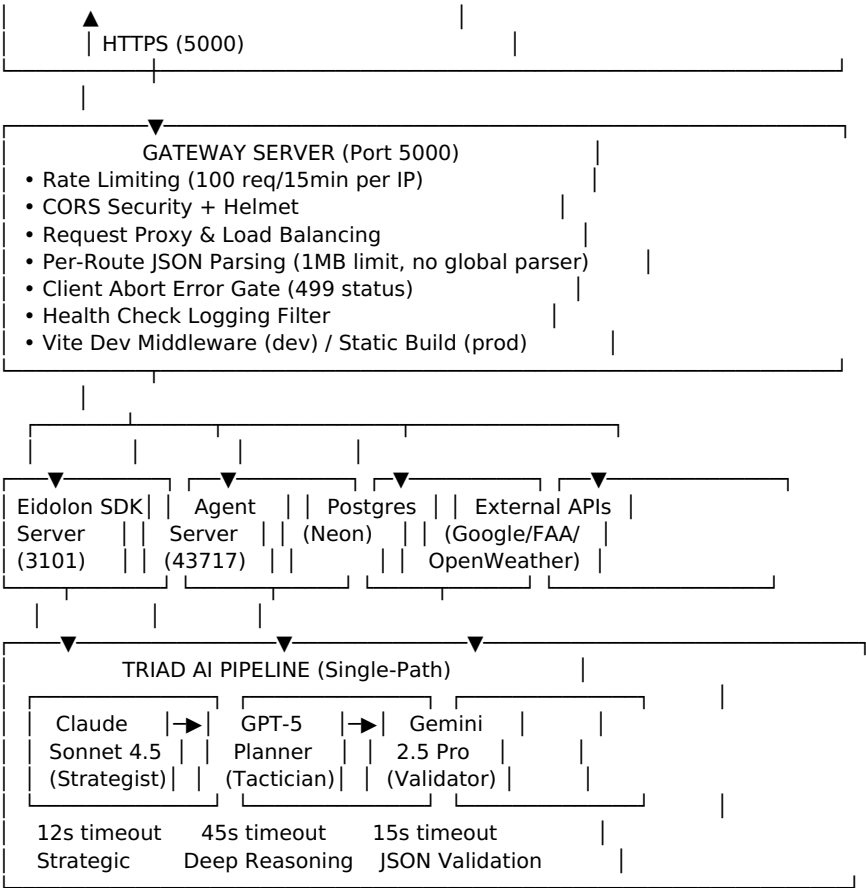 HTTPS (5000)
GATEWAY SERVER (Port 5000)
• Rate Limiting (100 req/15min per IP)
• CORS Security + Helmet
• Request Proxy & Load Balancing
• Per-Route JSON Parsing (1MB limit, no global parser)
• Client Abort Error Gate (499 status)
• Health Check Logging Filter
• Vite Dev Middleware (dev) / Static Build (prod)
Eidolon SDK Agent Postgres External APIs
Server Server (Neon) (Google/FAA/
(3101) (43717) OpenWeather)
TRIAD AI PIPELINE (Single-Path)
Claude GPT-5 Gemini
Sonnet 4.5 Planner 2.5 Pro
(Strategist) (Tactician) (Validator)
12s timeout 45s timeout 15s timeout
Strategic Deep Reasoning JSON Validation